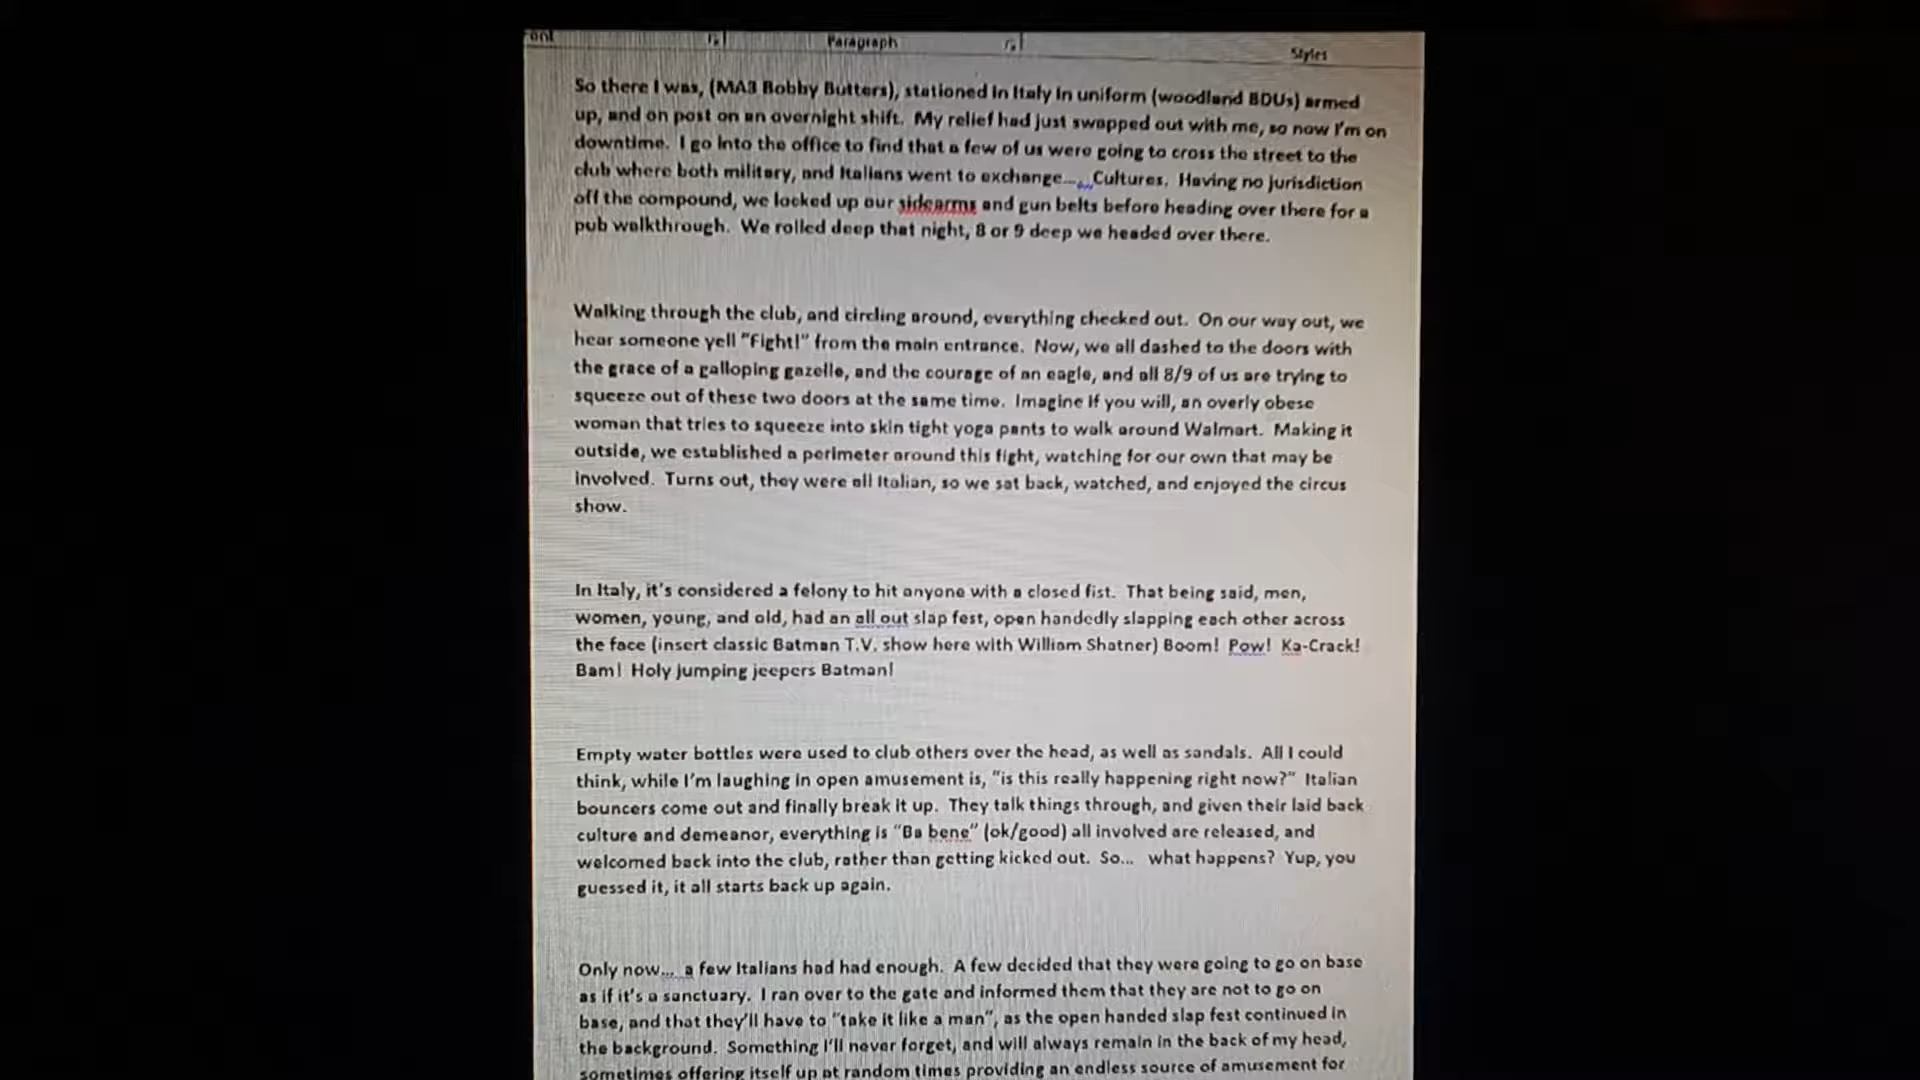 ont
Paragraph
Styles
So there I was, (MA3 Bobby Butters), stationed in Italy in uniform (woodland BDUs) armed
up, and on post on an overnight shift. My relief had just swapped out with me, so now I'm on
downtime. I go into the office to find that a few of us were going to cross the street to the
club where both military, and Italians went to exchange.... Cultures. Having no jurisdiction
off the compound, we locked up our sidearms and gun belts before heading over there for a
pub walkthrough. We rolled deep that night, 8 or 9 deep we headed over there.
Walking through the club, and circling around, everything checked out. On our way out, we
hear someone yell "Fight!" from the main entrance. Now, we all dashed to the doors with
the grace of a galloping gazelle, and the courage of an eagle, and all 8/9 of us are trying to
squeeze out of these two doors at the same time. Imagine if you will, an overly obese
woman that tries to squeeze into skin tight yoga pants to walk around Walmart. Making it
outside, we established a perimeter around this fight, watching for our own that may be
involved. Turns out, they were all Italian, so we sat back, watched, and enjoyed the circus
show.
In Italy, it's considered a felony to hit anyone with a closed fist. That being said, men,
women, young, and old, had an all out slap fest, open handedly slapping each other across
the face (insert classic Batman T.V. show here with William Shatner) Boom! Pow! Ka-Crack!
Bam! Holy jumping jeepers Batman!
Empty water bottles were used to club others over the head, as well as sandals. All I could
think, while I'm laughing in open amusement is, "is this really happening right now?" Italian
bouncers come out and finally break it up. They talk things through, and given their laid back
culture and demeanor, everything is "Ba bene" (ok/good) all involved are released, and
welcomed back into the club, rather than getting kicked out. So... what happens? Yup, you
guessed it, it all starts back up again.
Only now... a few Italians had had enough. A few decided that they were going to go on base
as if it's a sanctuary. I ran over to the gate and informed them that they are not to go on
base, and that they'll have to "take it like a man", as the open handed slap fest continued in
the background. Something I'll never forget, and will always remain in the back of my head,
sometimes offering itself up at random times providing an endless source of amusement for